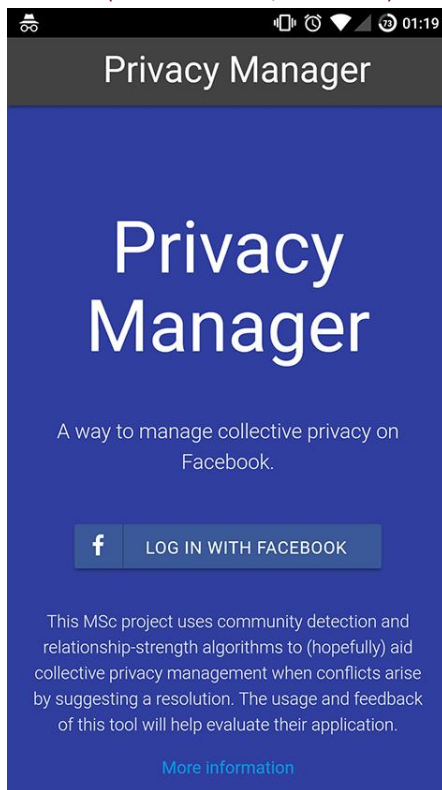 73 01:19
Privacy Manager
Privacy
Manager
A way to manage collective privacy on
Facebook.
f LOG IN WITH FACEBOOK
This MSc project uses community detection and
relationship-strength algorithms to (hopefully) aid
collective privacy management when conflicts arise
by suggesting a resolution. The usage and feedback
of this tool will help evaluate their application.
More information